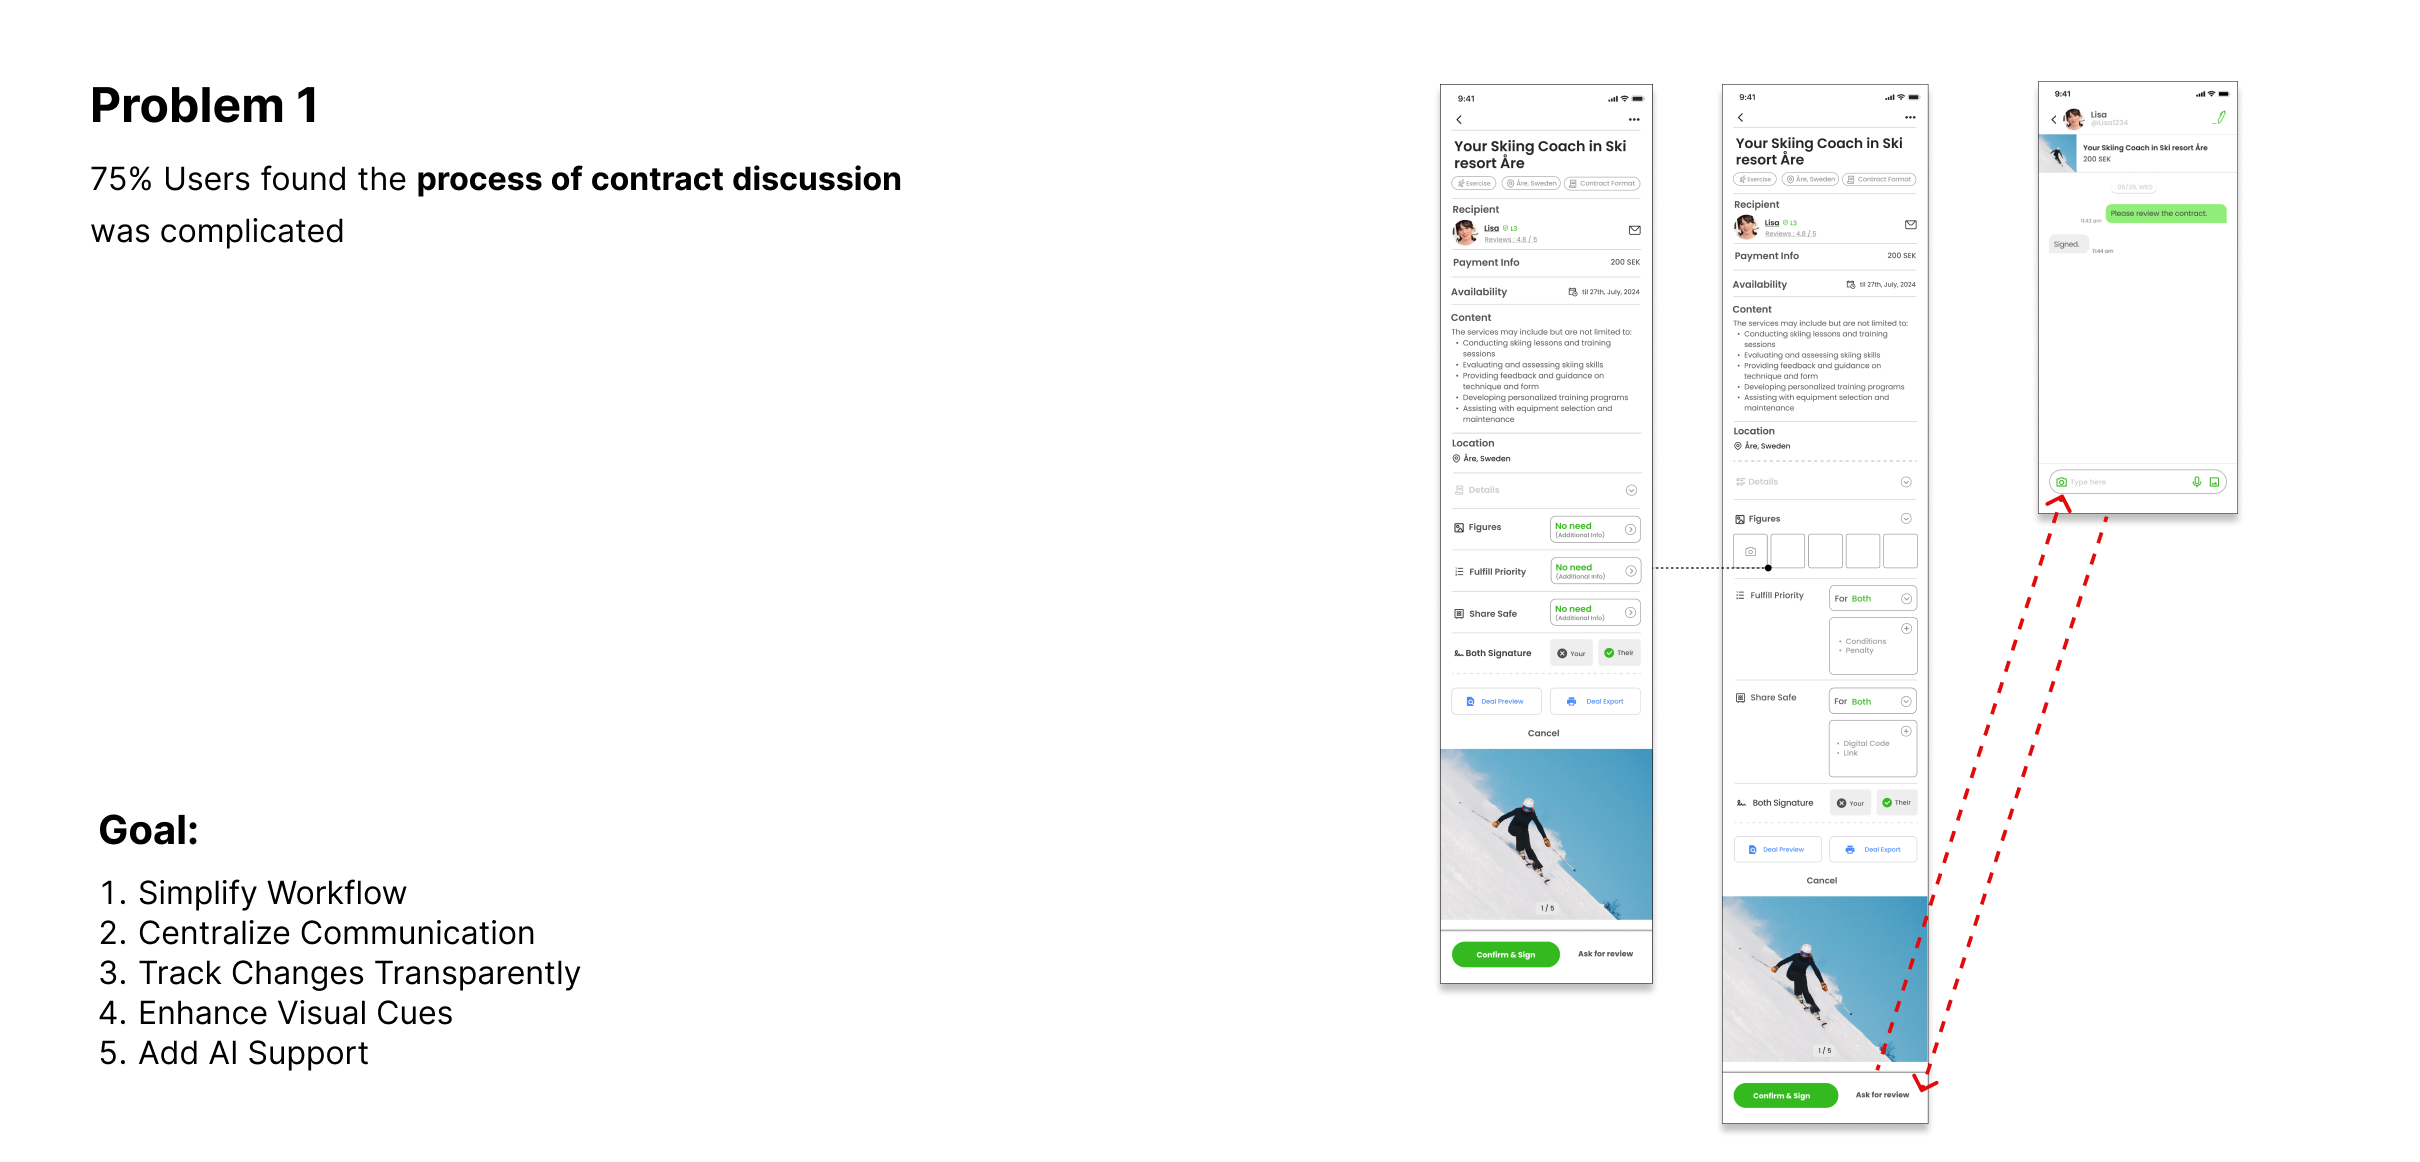 Problem 1
75% Users found the process of contract discussion
was complicated
Goal:
1. Simplify Workflow
2. Centralize Communication
3. Track Changes Transparently
4. Enhance Visual Cues
5. Add AI Support
9:41
Your Skiing Coach in Ski
resort Åre
Exercise
Åre, Sweden
Contract Format
Recipient
Lisa L3
Reviews : 4,8 / 5
Payment Info
200 SEK
Availability
til 27th, July, 2024
Content
The services may include but are not limited to:
• Conducting skiing lessons and training
sessions
• Evaluating and assessing skiing skills
• Providing feedback and guidance on
technique and form
• Developing personalized training programs
• Assisting with equipment selection and
maintenance
Location
Åre, Sweden
Details
Figures
No need
(Additional Info)
Fulfill Priority
No need
(Additional Info)
Share Safe
No need
(Additional Info)
Both Signature
Your
Their
Deal Preview
Deal Export
Cancel
1 / 5
Confirm & Sign
Ask for review
9:41
Your Skiing Coach in Ski
resort Åre
Exercise
Åre, Sweden
Contract Format
Recipient
Lisa L3
Reviews : 4,8 / 5
Payment Info
200 SEK
Availability
til 27th, July, 2024
Content
The services may include but are not limited to:
• Conducting skiing lessons and training
sessions
• Evaluating and assessing skiing skills
• Providing feedback and guidance on
technique and form
• Developing personalized training programs
• Assisting with equipment selection and
maintenance
Location
Åre, Sweden
Details
Figures
Fulfill Priority
For Both
• Conditions
• Penalty
Share Safe
For Both
• Digital Code
• Link
Both Signature
Your
Their
Deal Preview
Deal Export
Cancel
1 / 5
Confirm & Sign
Ask for review
9:41
Lisa
@Lisa1234
Your Skiing Coach in Ski resort Åre
200 SEK
05/29, WED
11:43 am
Please review the contract.
Signed.
11:44 am
Type here